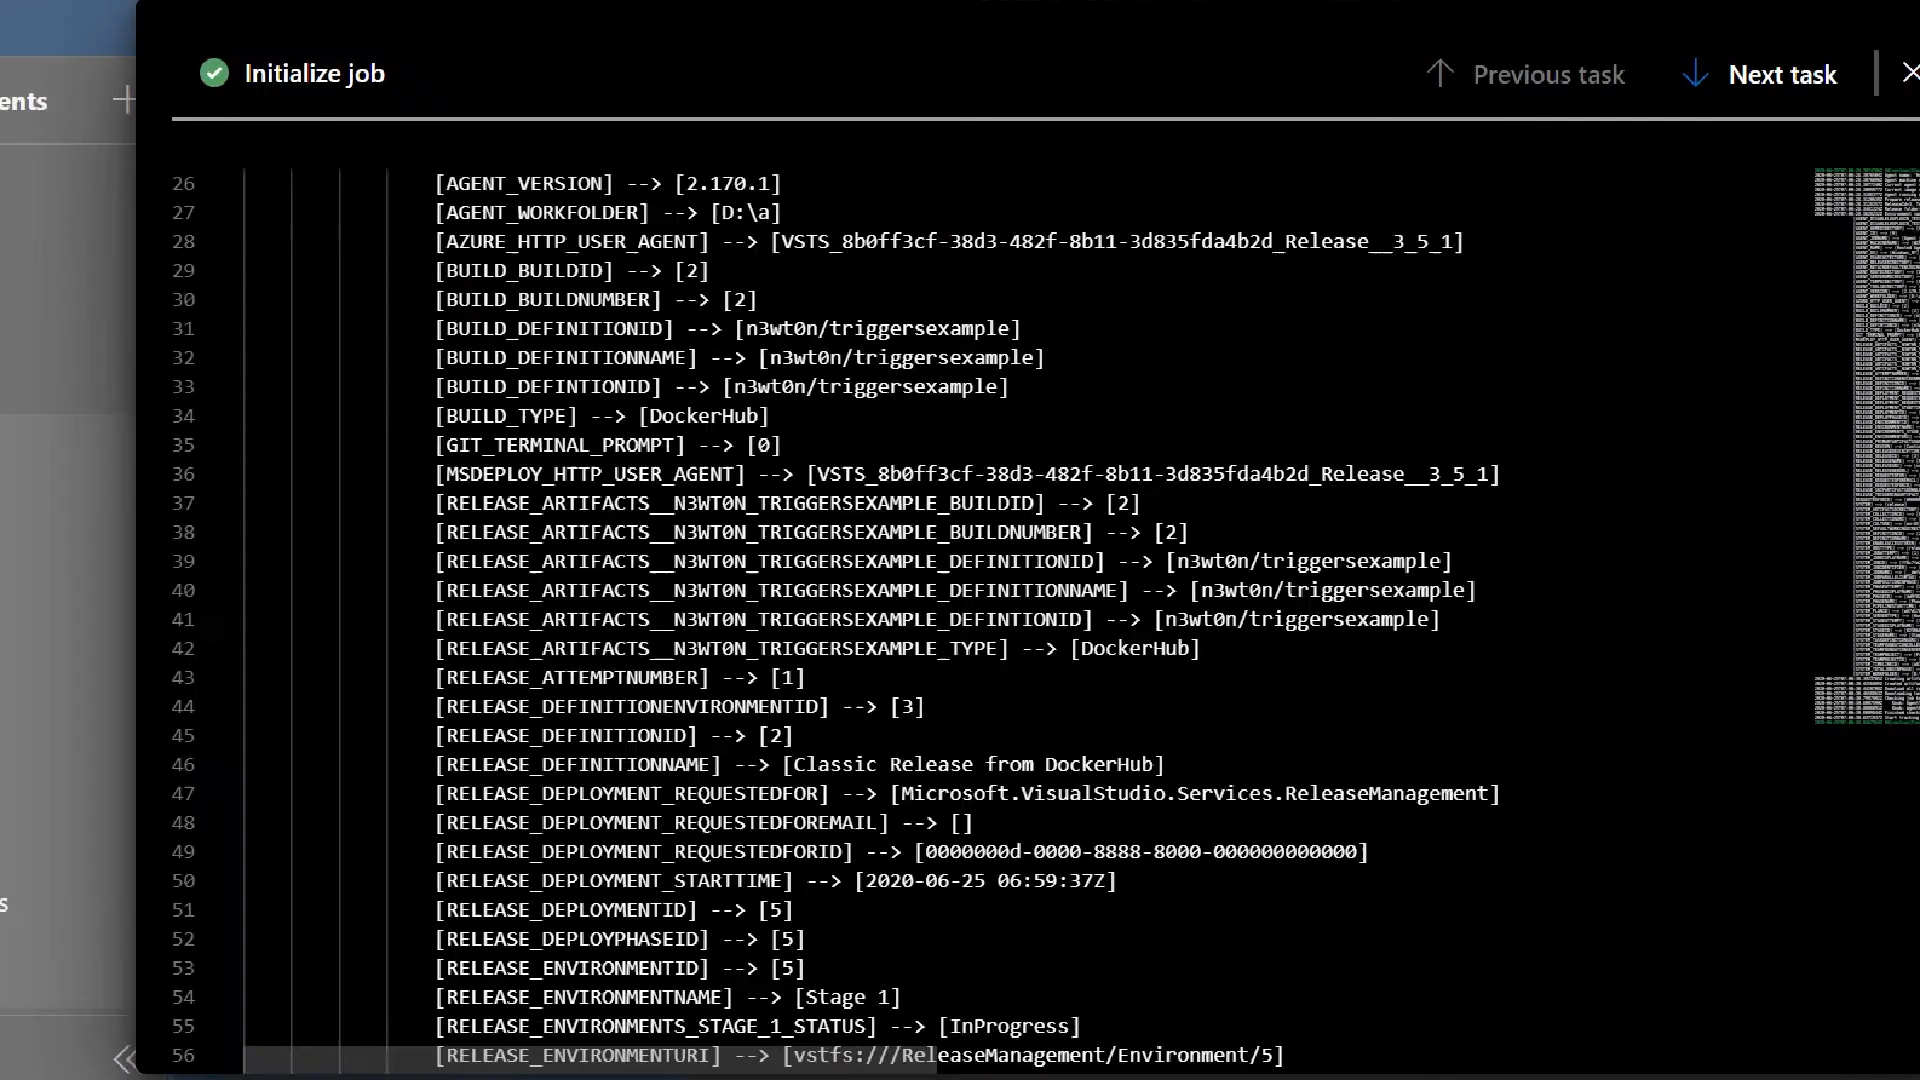 ents
Initialize job
Previous task
Next task
26 [AGENT_VERSION] --> [2.170.1]
27 [AGENT_WORKFOLDER] --> [D:\a]
28 [AZURE_HTTP_USER_AGENT] --> [VSTS_8b0ff3cf-38d3-482f-8b11-3d835fda4b2d_Release__3_5_1]
29 [BUILD_BUILDID] --> [2]
30 [BUILD_BUILDNUMBER] --> [2]
31 [BUILD_DEFINITIONID] --> [n3wt0n/triggersexample]
32 [BUILD_DEFINITIONNAME] --> [n3wt0n/triggersexample]
33 [BUILD_DEFINTIONID] --> [n3wt0n/triggersexample]
34 [BUILD_TYPE] --> [DockerHub]
35 [GIT_TERMINAL_PROMPT] --> [0]
36 [MSDEPLOY_HTTP_USER_AGENT] --> [VSTS_8b0ff3cf-38d3-482f-8b11-3d835fda4b2d_Release__3_5_1]
37 [RELEASE_ARTIFACTS__N3WT0N_TRIGGERSEXAMPLE_BUILDID] --> [2]
38 [RELEASE_ARTIFACTS__N3WT0N_TRIGGERSEXAMPLE_BUILDNUMBER] --> [2]
39 [RELEASE_ARTIFACTS__N3WT0N_TRIGGERSEXAMPLE_DEFINITIONID] --> [n3wt0n/triggersexample]
40 [RELEASE_ARTIFACTS__N3WT0N_TRIGGERSEXAMPLE_DEFINITIONNAME] --> [n3wt0n/triggersexample]
41 [RELEASE_ARTIFACTS__N3WT0N_TRIGGERSEXAMPLE_DEFINTIONID] --> [n3wt0n/triggersexample]
42 [RELEASE_ARTIFACTS__N3WT0N_TRIGGERSEXAMPLE_TYPE] --> [DockerHub]
43 [RELEASE_ATTEMPTNUMBER] --> [1]
44 [RELEASE_DEFINITIONENVIRONMENTID] --> [3]
45 [RELEASE_DEFINITIONID] --> [2]
46 [RELEASE_DEFINITIONNAME] --> [Classic Release from DockerHub]
47 [RELEASE_DEPLOYMENT_REQUESTEDFOR] --> [Microsoft.VisualStudio.Services.ReleaseManagement]
48 [RELEASE_DEPLOYMENT_REQUESTEDFOREMAIL] --> []
49 [RELEASE_DEPLOYMENT_REQUESTEDFORID] --> [0000000d-0000-8888-8000-000000000000]
50 [RELEASE_DEPLOYMENT_STARTTIME] --> [2020-06-25 06:59:37Z]
51 [RELEASE_DEPLOYMENTID] --> [5]
52 [RELEASE_DEPLOYPHASEID] --> [5]
53 [RELEASE_ENVIRONMENTID] --> [5]
54 [RELEASE_ENVIRONMENTNAME] --> [Stage 1]
55 [RELEASE_ENVIRONMENTS_STAGE_1_STATUS] --> [InProgress]
56 [RELEASE_ENVIRONMENTURI] --> [vstfs:///ReleaseManagement/Environment/5]
s